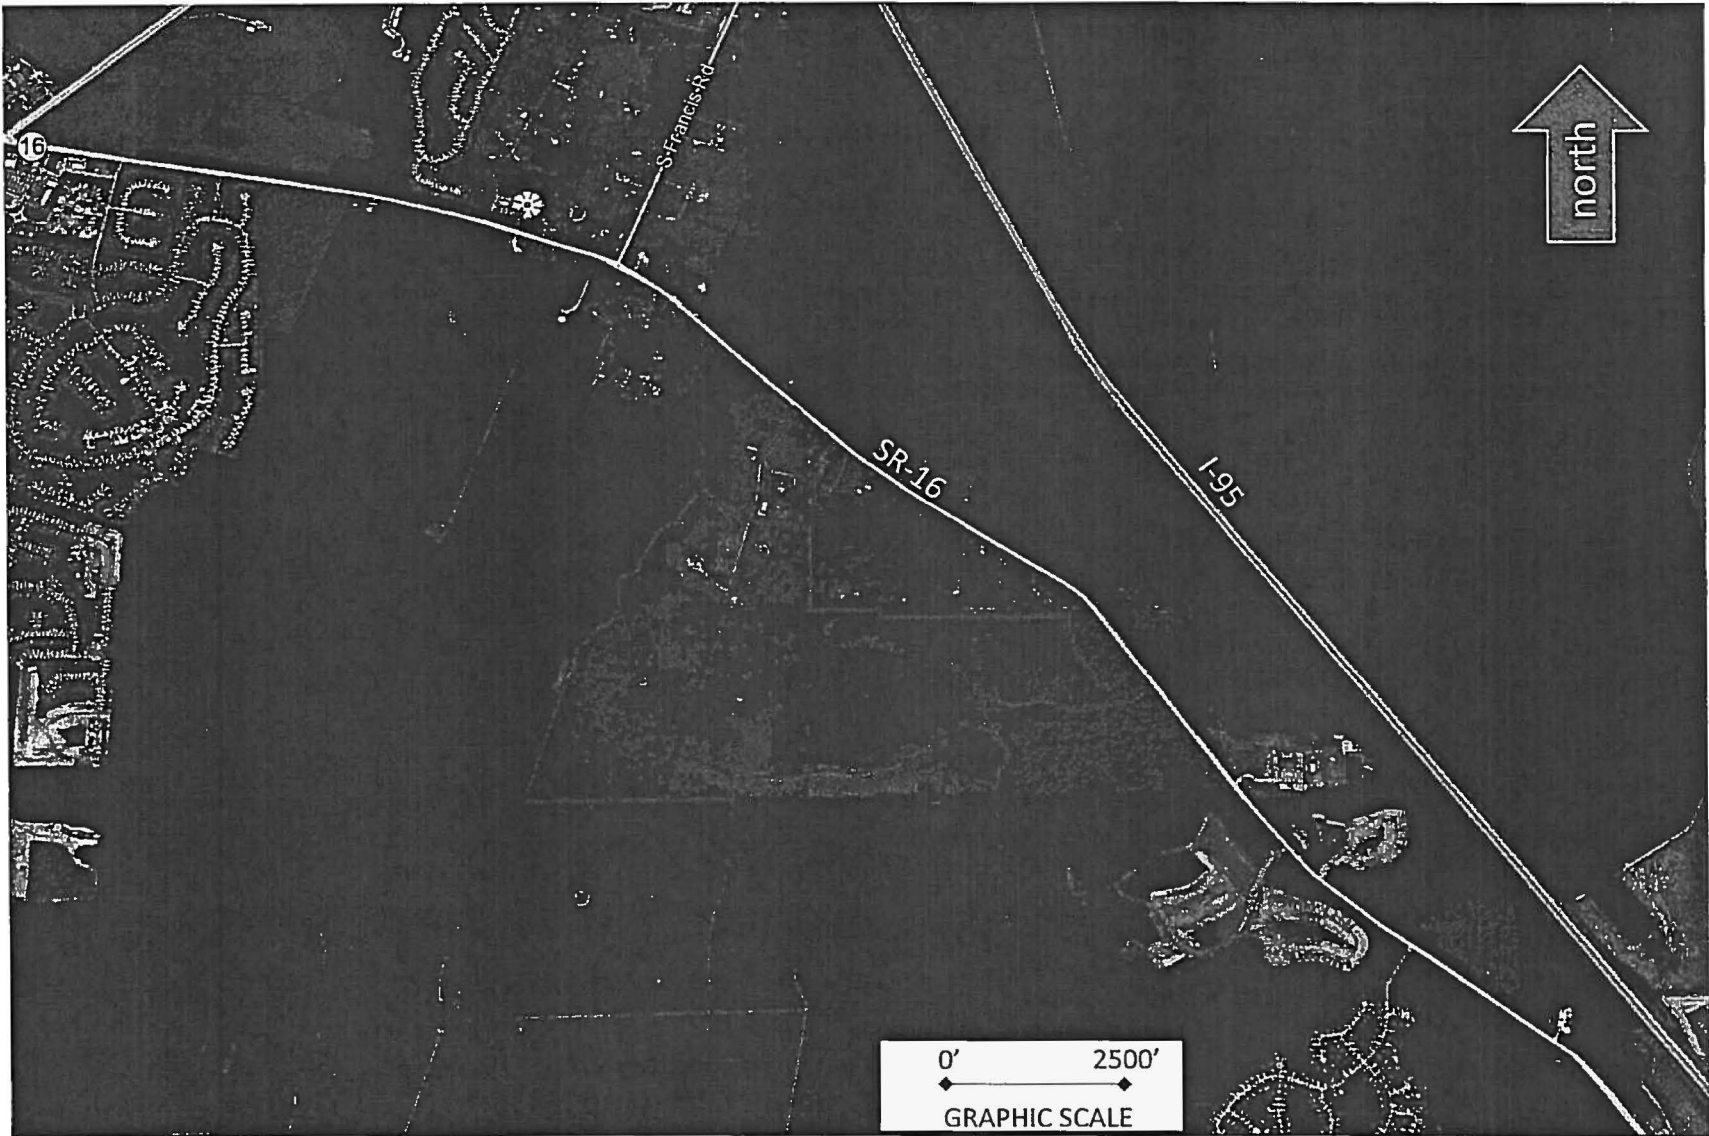 16
S-Francis-Rd
north
SR-16
I-95
0' 2500'
GRAPHIC SCALE